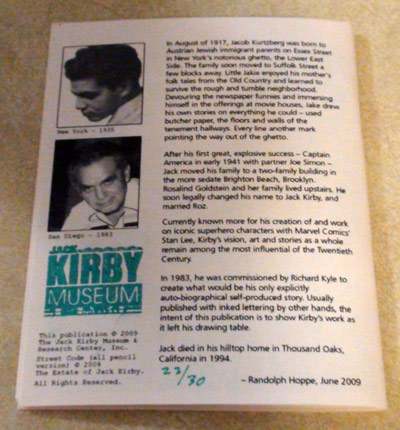 New York - 1935
San Diego - 1983
JACK
KIRBY
MUSEUM
This publication © 2009
The Jack Kirby Museum &
Research Center, Inc.
Street Code (all pencil
version) © 2009
The Estate of Jack Kirby.
All Rights Reserved.
In August of 1917, Jacob Kurtzberg was born to
Austrian Jewish immigrant parents on Essex Street
in New York's notorious ghetto, the Lower East
Side. The family soon moved to Suffolk Street a
few blocks away. Little Jakie enjoyed his mother's
folk tales from the Old Country and learned to
survive the rough and tumble neighborhood.
Devouring the newspaper funnies and immersing
himself in the offerings at movie houses, Jake drew
his own stories on everything he could – used
butcher paper, the floors and walls of the
tenement hallways. Every line another mark
pointing the way out of the ghetto.
After his first great, explosive success – Captain
America in early 1941 with partner Joe Simon –
Jack moved his family to a two-family building in
the more sedate Brighton Beach, Brooklyn.
Rosalind Goldstein and her family lived upstairs. He
soon legally changed his name to Jack Kirby, and
married Roz.
Currently known more for his creation of and work
on iconic superhero characters with Marvel Comics'
Stan Lee, Kirby's vision, art and stories as a whole
remain among the most influential of the Twentieth
Century.
In 1983, he was commissioned by Richard Kyle to
create what would be his only explicitly
auto-biographical self-produced story. Usually
published with inked lettering by other hands, the
intent of this publication is to show Kirby's work as
it left his drawing table.
Jack died in his hilltop home in Thousand Oaks,
California in 1994.
22/30
– Randolph Hoppe, June 2009